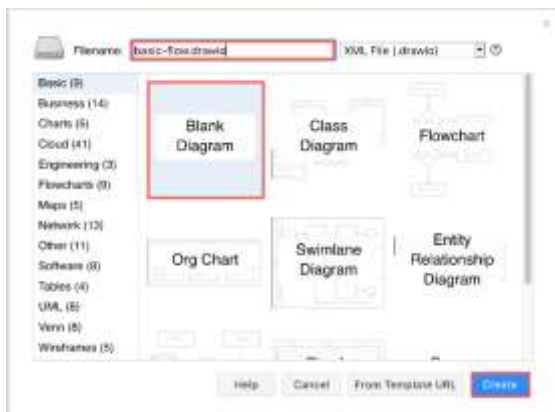 Filename: basic-flow.drawio XML File (.drawio)
Basic (9)
Business (14)
Charts (5)
Cloud (41)
Engineering (3)
Flowcharts (9)
Maps (5)
Network (13)
Other (11)
Software (8)
Tables (4)
UML (8)
Venn (8)
Wireframes (5)
Blank
Diagram
Class
Diagram
Flowchart
Org Chart
Swimlane
Diagram
Entity
Relationship
Diagram
Help Cancel From Template URL Create